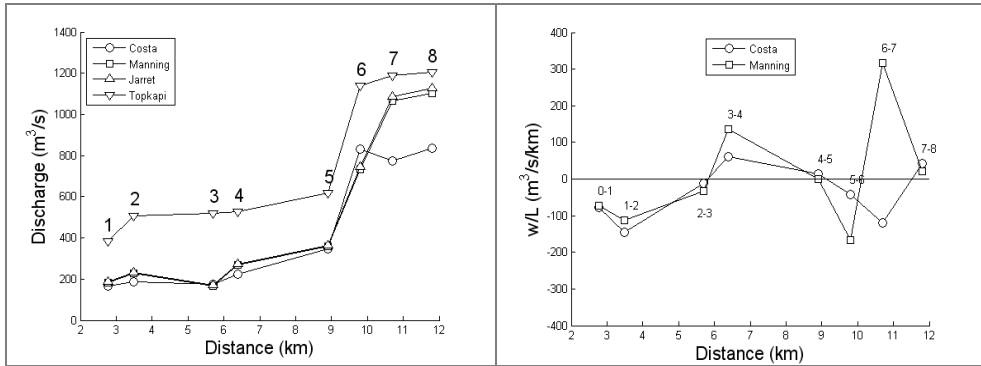 1400
1200
1000
800
600
400
200
0
Discharge (m³/s)
Costa
Manning
Jarret
Topkapi
1
2
3
4
5
6
7
8
2 3 4 5 6 7 8 9 10 11 12
Distance (km)
400
300
200
100
0
-100
-200
-300
-400
w/L (m³/s/km)
Costa
Manning
0-1
1-2
2-3
3-4
4-5
5-6
6-7
7-8
2 3 4 5 6 7 8 9 10 11 12
Distance (km)